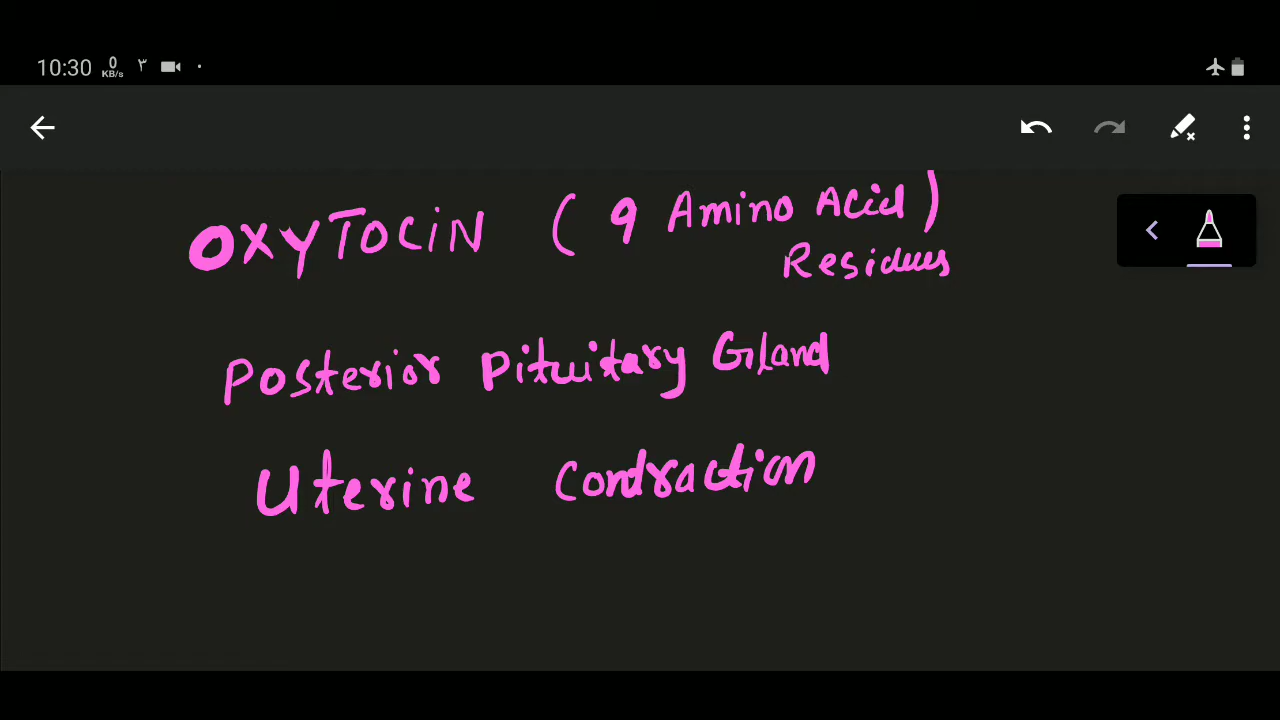 10:30 0 KB/s ٣
OXYTOCIN ( 9 Amino Acid )
Residues
Posterior Pituitary Gland
Uterine Contraction